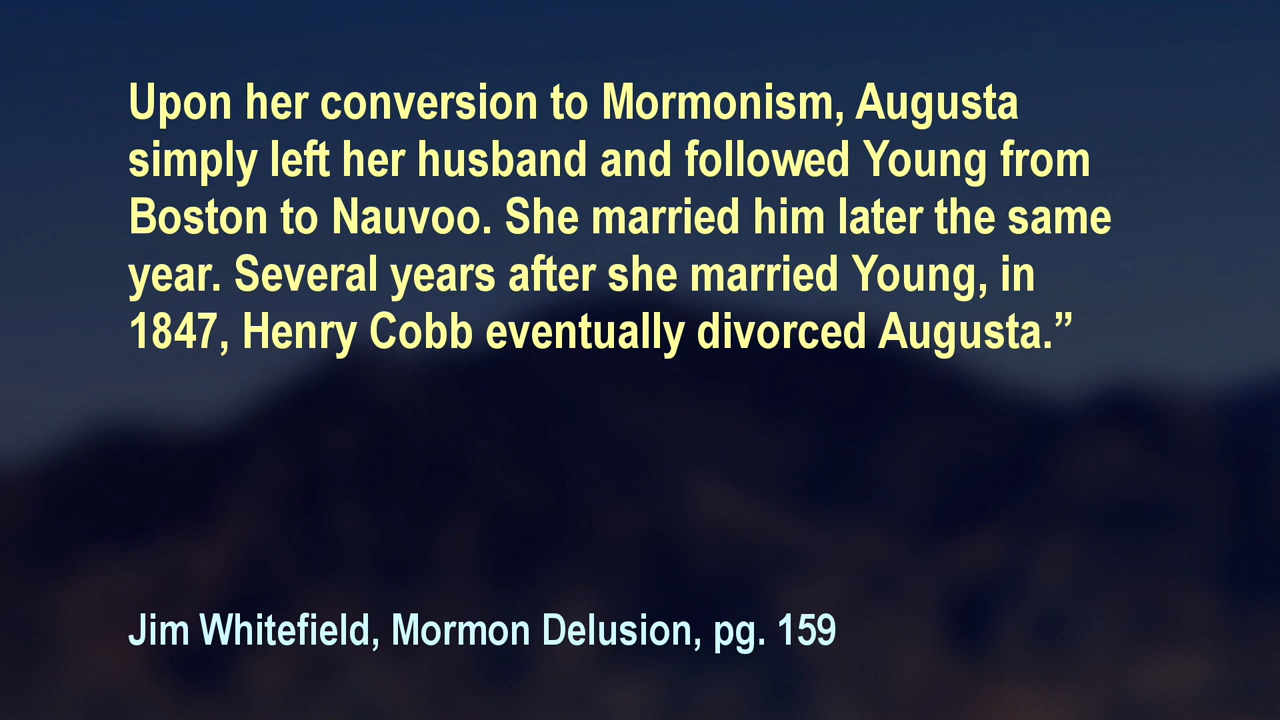 Upon her conversion to Mormonism, Augusta
simply left her husband and followed Young from
Boston to Nauvoo. She married him later the same
year. Several years after she married Young, in
1847, Henry Cobb eventually divorced Augusta.”
Jim Whitefield, Mormon Delusion, pg. 159